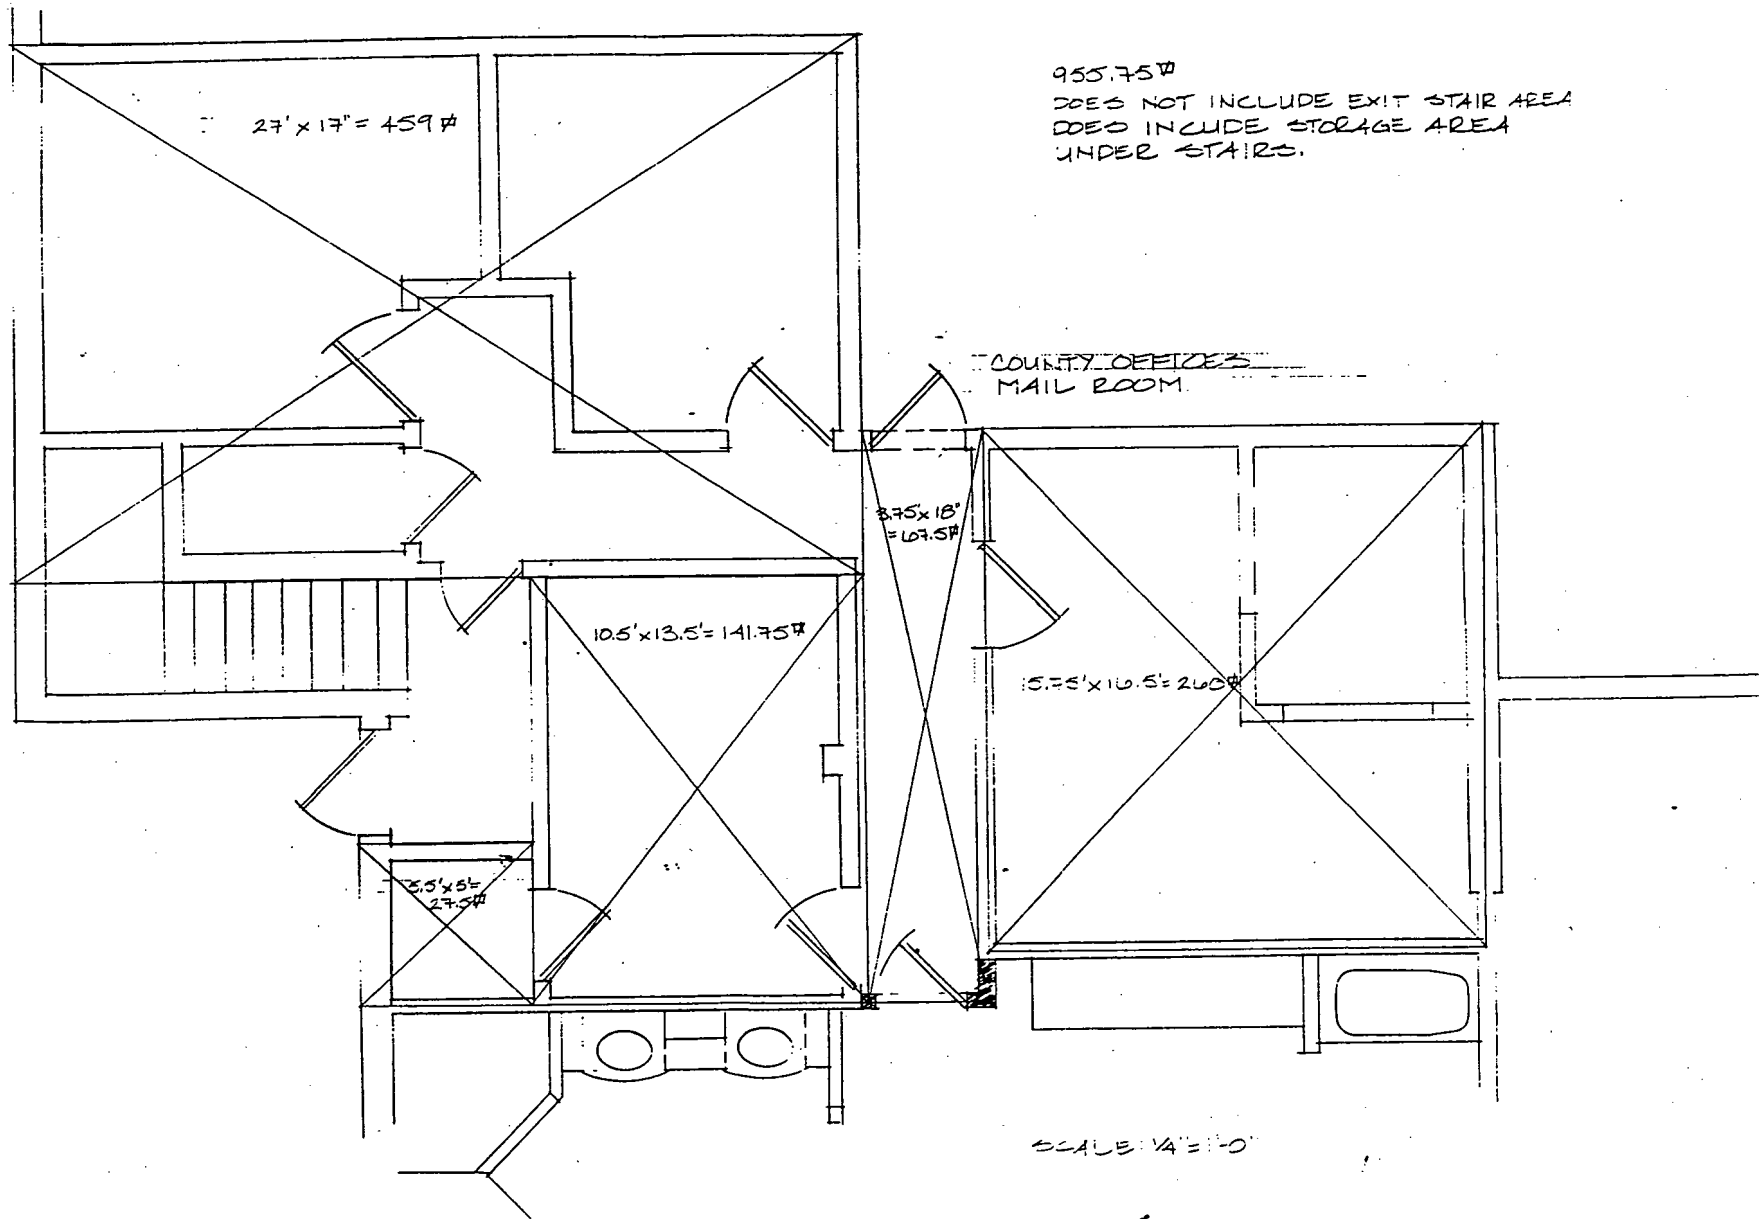 955.75⏍
DOES NOT INCLUDE EXIT STAIR AREA
DOES INCLUDE STORAGE AREA
UNDER STAIRS.
27' x 17" = 459⏍
COUNTY OFFICES
MAIL ROOM
3.75' x 18"
= 67.5⏍
10.5' x 13.5' = 141.75⏍
15.75' x 16.5' = 260⏍
5.5' x 5' =
27.5⏍
SCALE: 1/4" = 1'-0"